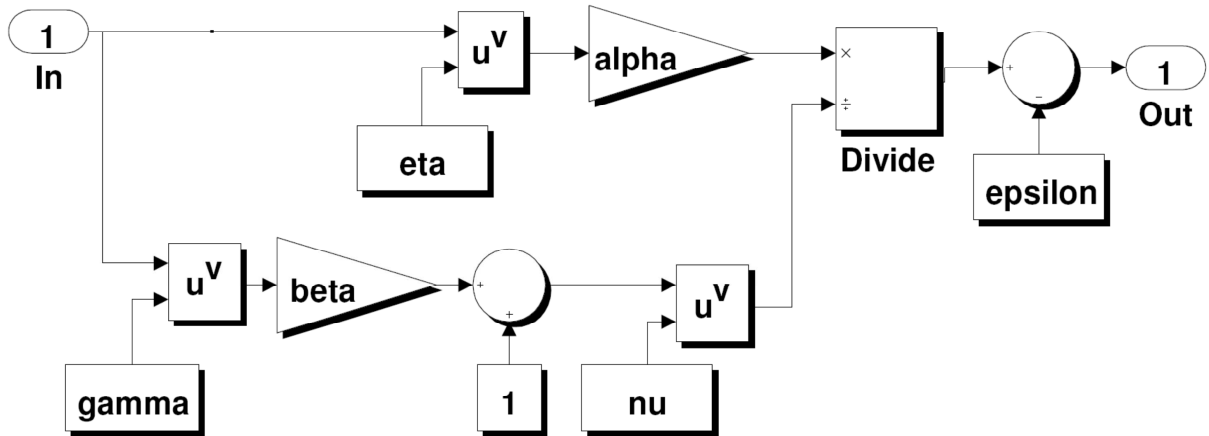 1
In
u^v
alpha
×
÷
+
−
1
Out
eta
Divide
epsilon
u^v
beta
+
+
u^v
gamma
1
nu